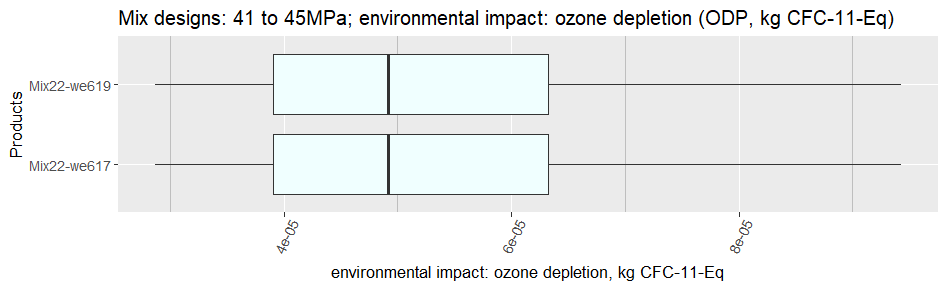 Mix designs: 41 to 45MPa; environmental impact: ozone depletion (ODP, kg CFC-11-Eq)
Products
Mix22-we619
Mix22-we617
4e-05
6e-05
8e-05
environmental impact: ozone depletion, kg CFC-11-Eq